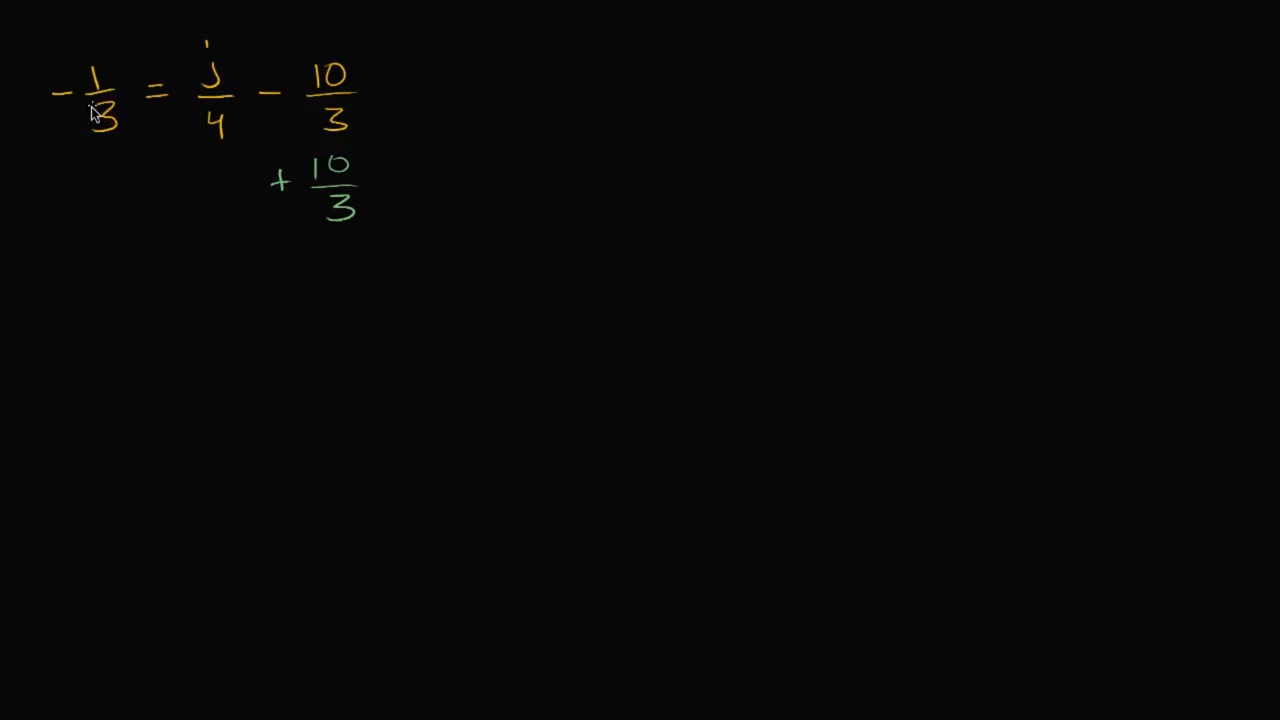 -1/3 = j/4 - 10/3
+ 10/3